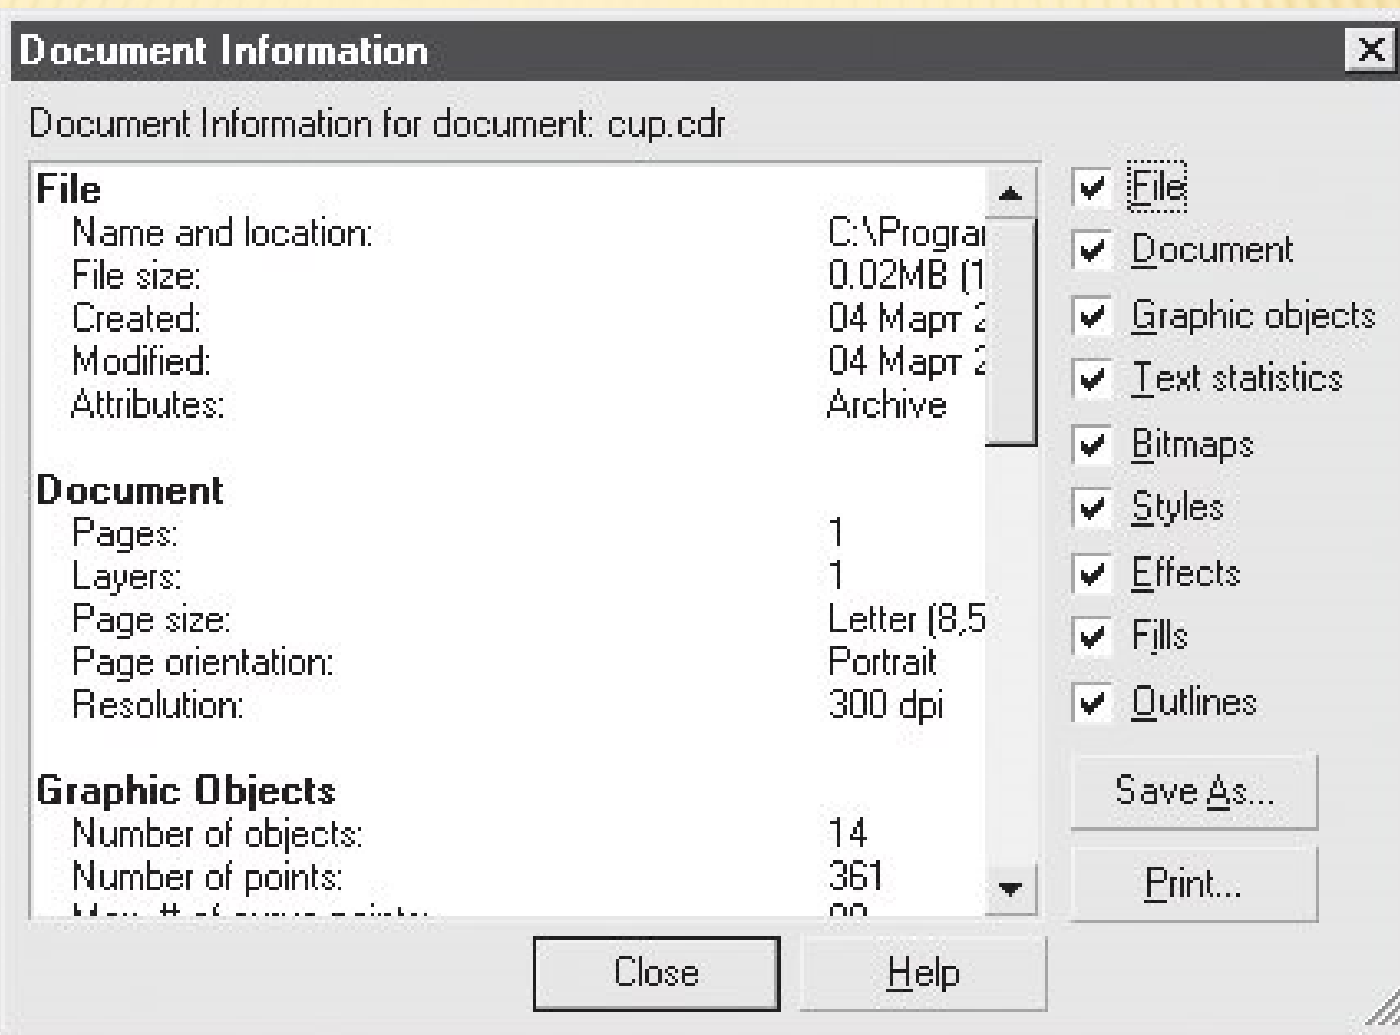 Document Information
Document Information for document: cup.cdr
File
Name and location: C:\Progra
File size: 0.02MB (1
Created: 04 Март 2
Modified: 04 Март 2
Attributes: Archive
Document
Pages: 1
Layers: 1
Page size: Letter (8,5
Page orientation: Portrait
Resolution: 300 dpi
Graphic Objects
Number of objects: 14
Number of points: 361
File
Document
Graphic objects
Text statistics
Bitmaps
Styles
Effects
Fills
Outlines
Save As...
Print...
Close
Help